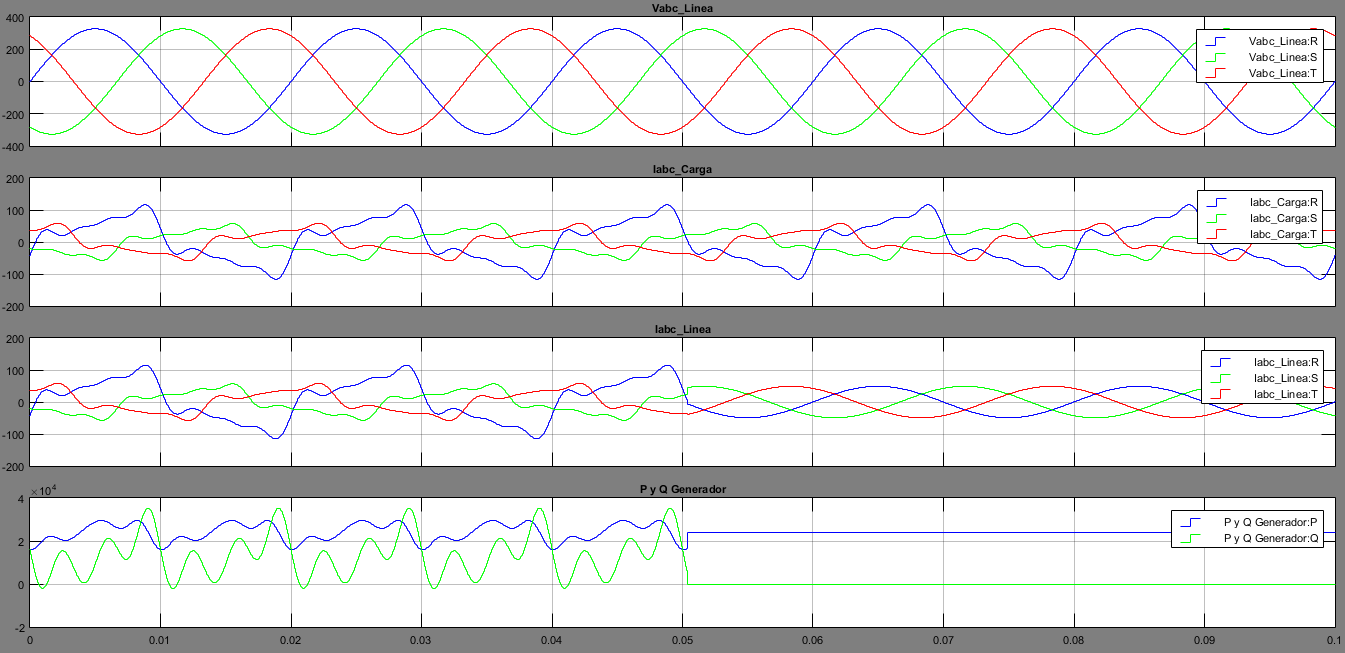 Vabc_Linea
400
200
0
-200
-400
Vabc_Linea:R
Vabc_Linea:S
Vabc_Linea:T
Iabc_Carga
200
100
0
-100
-200
Iabc_Carga:R
Iabc_Carga:S
Iabc_Carga:T
Iabc_Linea
200
100
0
-100
-200
Iabc_Linea:R
Iabc_Linea:S
Iabc_Linea:T
P y Q Generador
×10^4
4
2
0
-2
P y Q Generador:P
P y Q Generador:Q
0 0.01 0.02 0.03 0.04 0.05 0.06 0.07 0.08 0.09 0.1